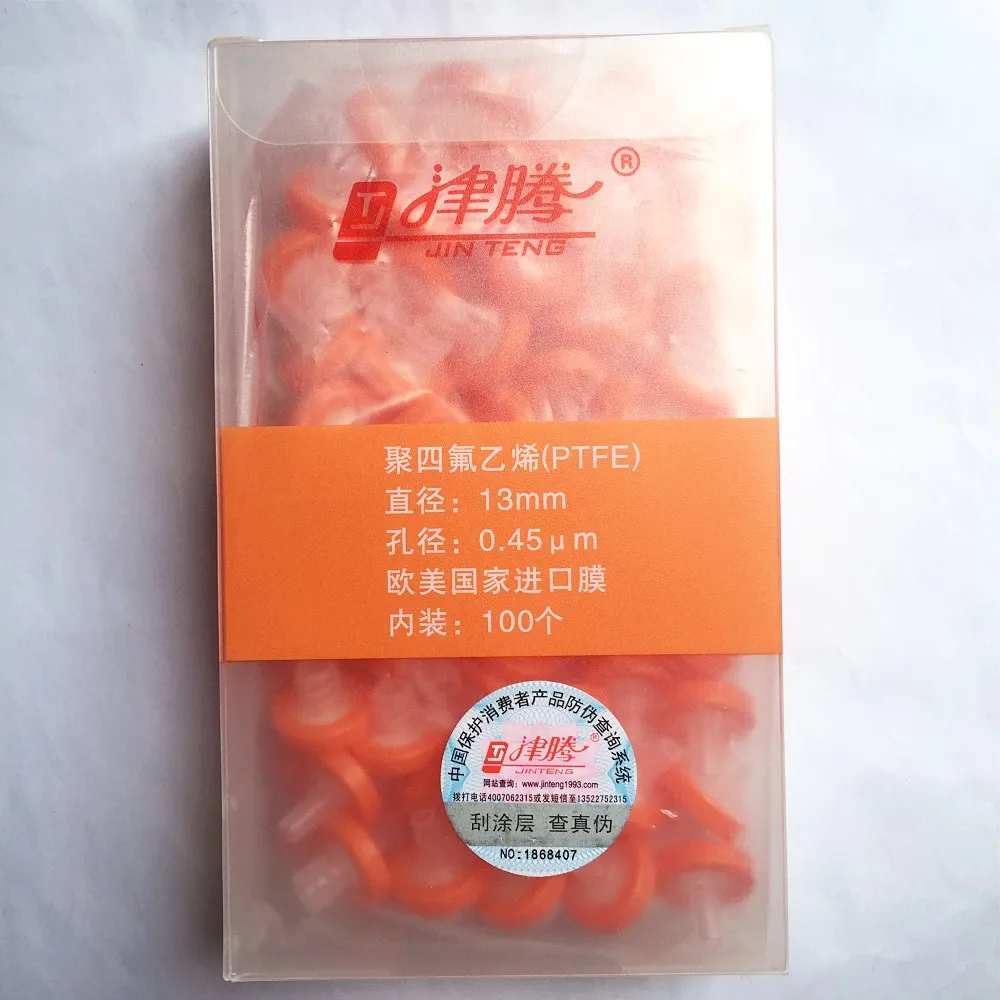 津腾®
JIN TENG
聚四氟乙烯(PTFE)
直径：13mm
孔径：0.45μm
欧美国家进口膜
内装：100个
中国保护消费者产品防伪查询系统
津腾®
JINTENG
网站查询：www.jinteng1993.com
拨打电话4007062315或发短信至13522752315
刮涂层 查真伪
NO:1868407